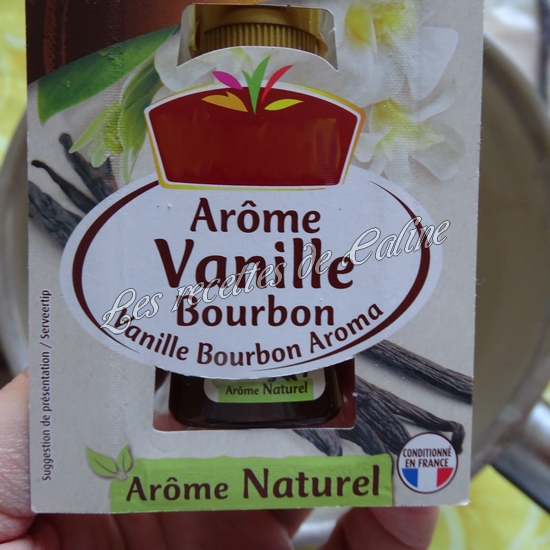 Arôme
Vanille
Bourbon
Vanille Bourbon Aroma
Les recettes de Caline
Arôme Naturel
Suggestion de présentation / Serveertip
CONDITIONNÉ
EN FRANCE
Arôme Naturel